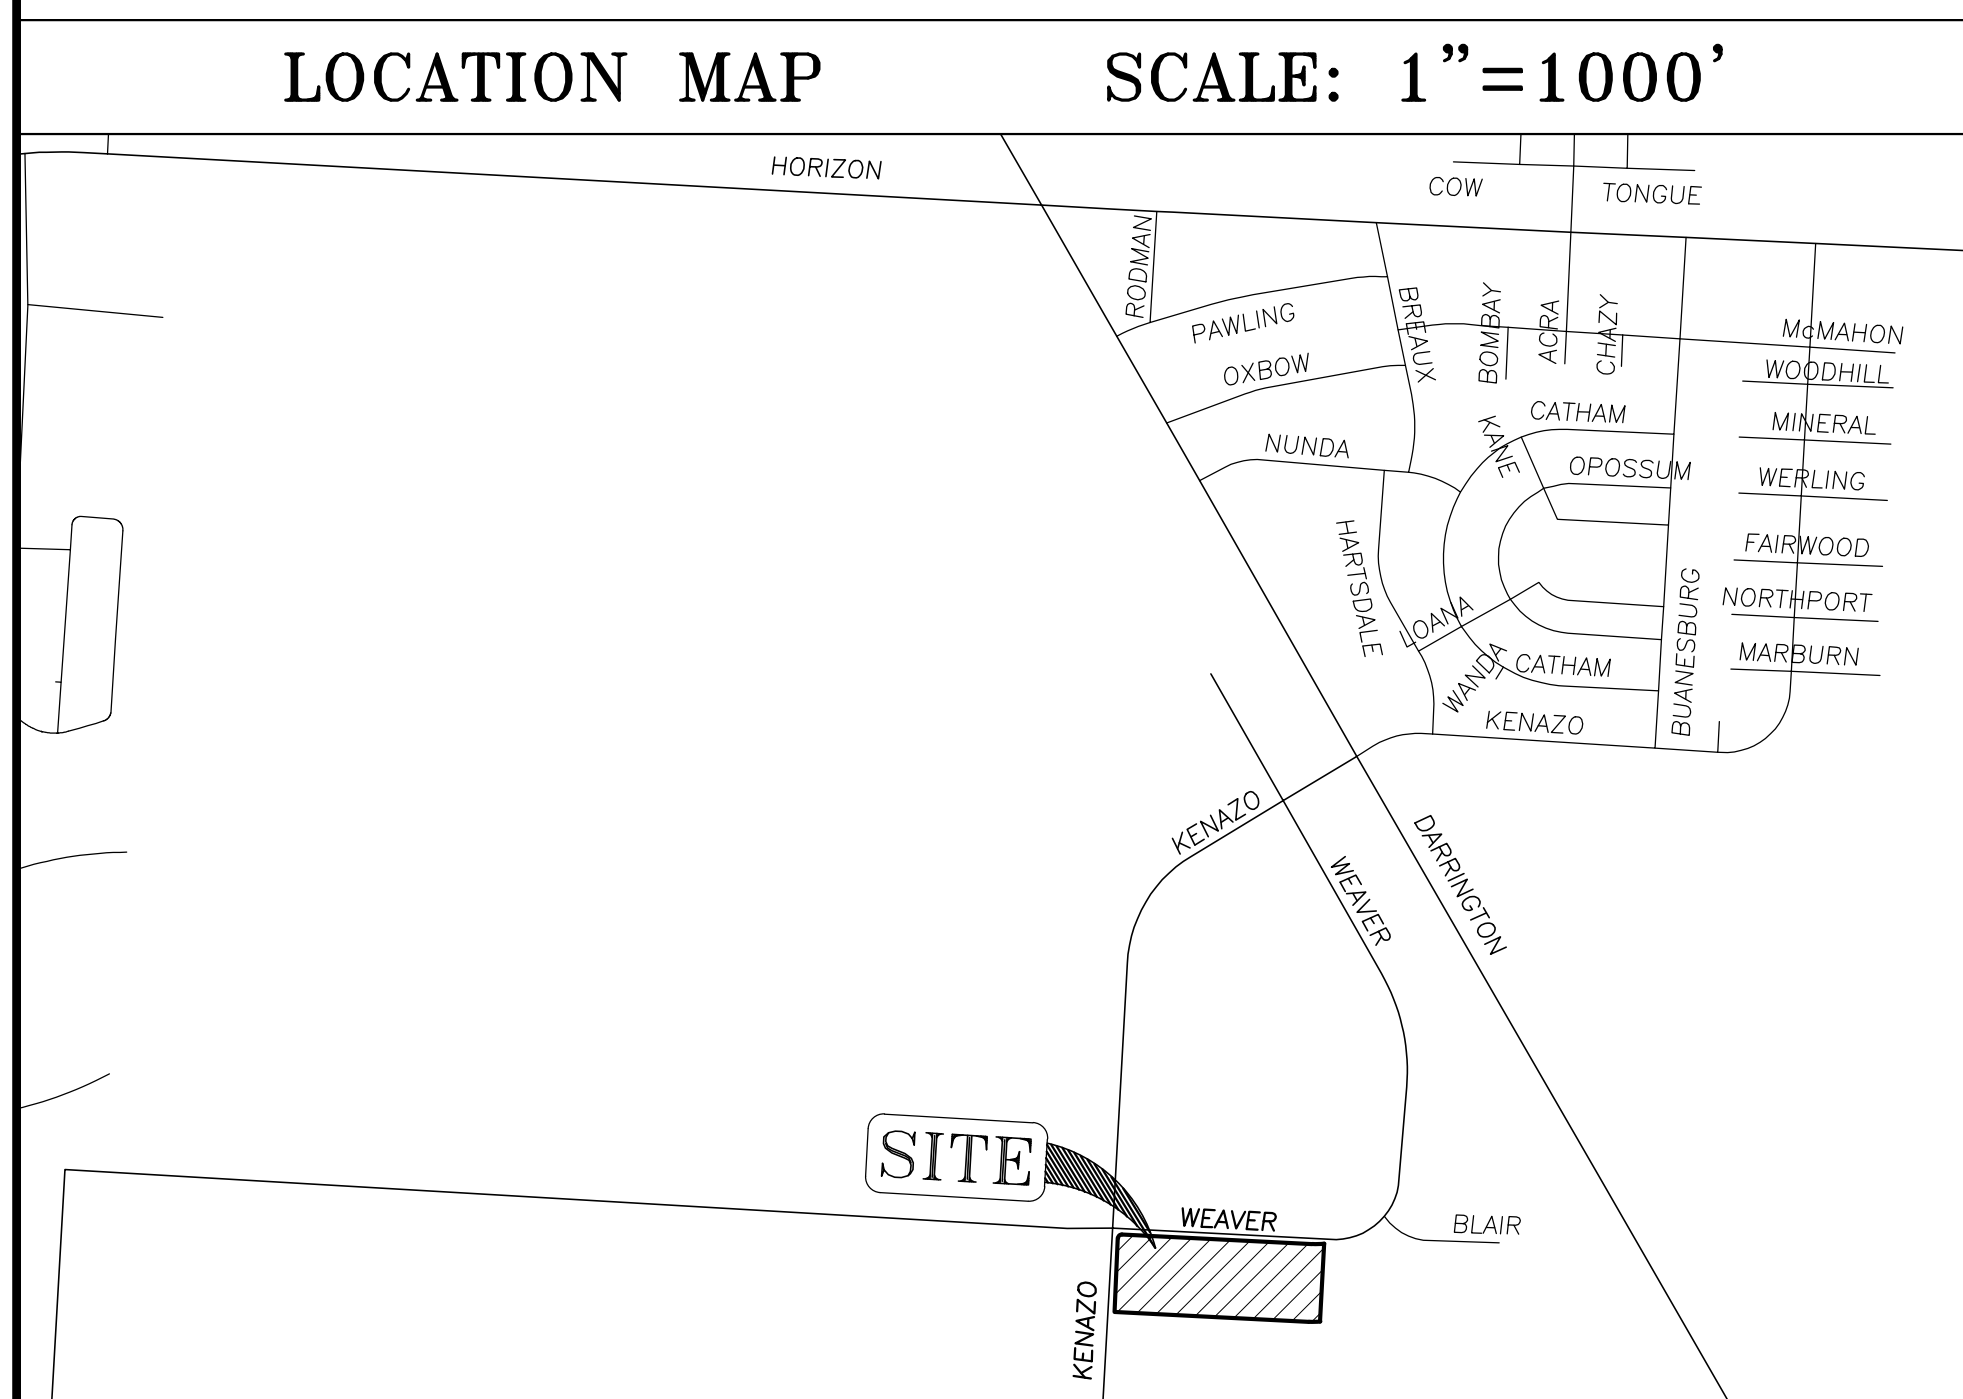 LOCATION MAP SCALE: 1"=1000'
HORIZON
COW TONGUE
RODMAN
PAWLING
BREAUX
BOMBAY
ACRA
CHAZY
McMAHON
OXBOW
WOODHILL
CATHAM
MINERAL
KANE
NUNDA
OPOSSUM
WERLING
HARTSDALE
FAIRWOOD
LOANA
BUANESBURG
NORTHPORT
WANDA
CATHAM
MARBURN
KENAZO
KENAZO
WEAVER
DARRINGTON
SITE
WEAVER
BLAIR
KENAZO